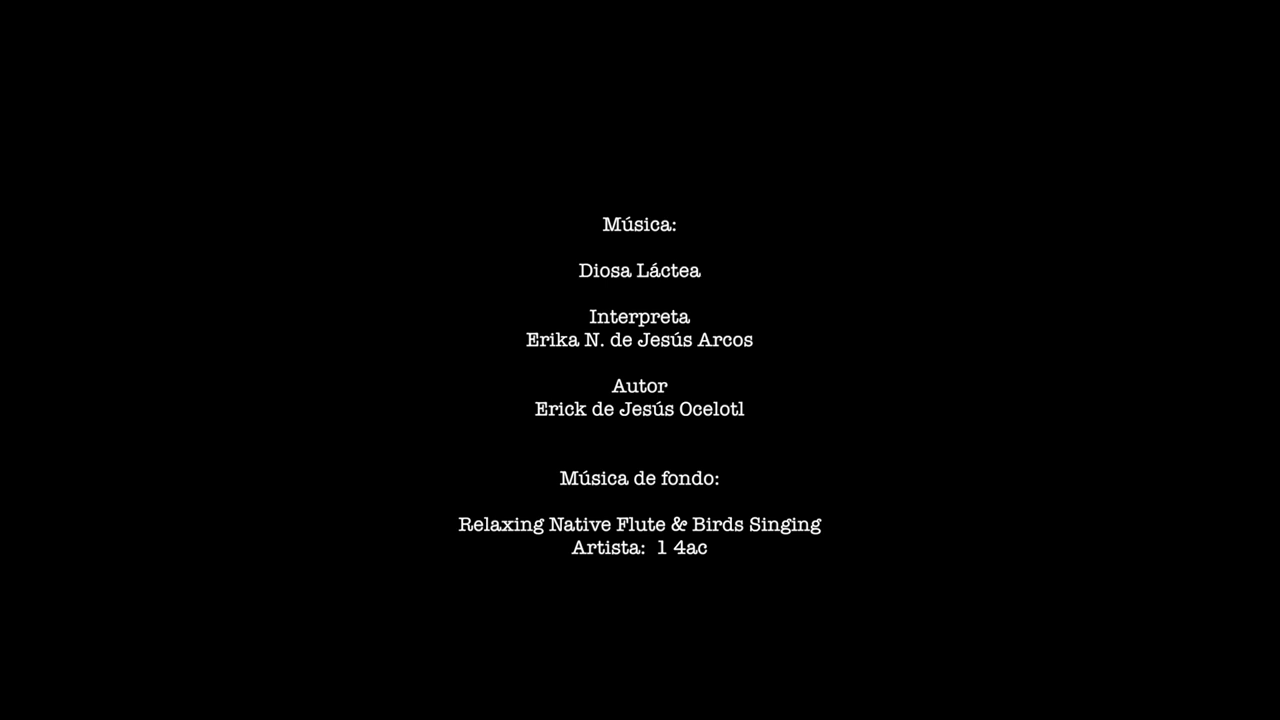 Música:
Diosa Láctea
Interpreta
Erika N. de Jesús Arcos
Autor
Erick de Jesús Ocelotl
Música de fondo:
Relaxing Native Flute & Birds Singing
Artista:  1 4ac